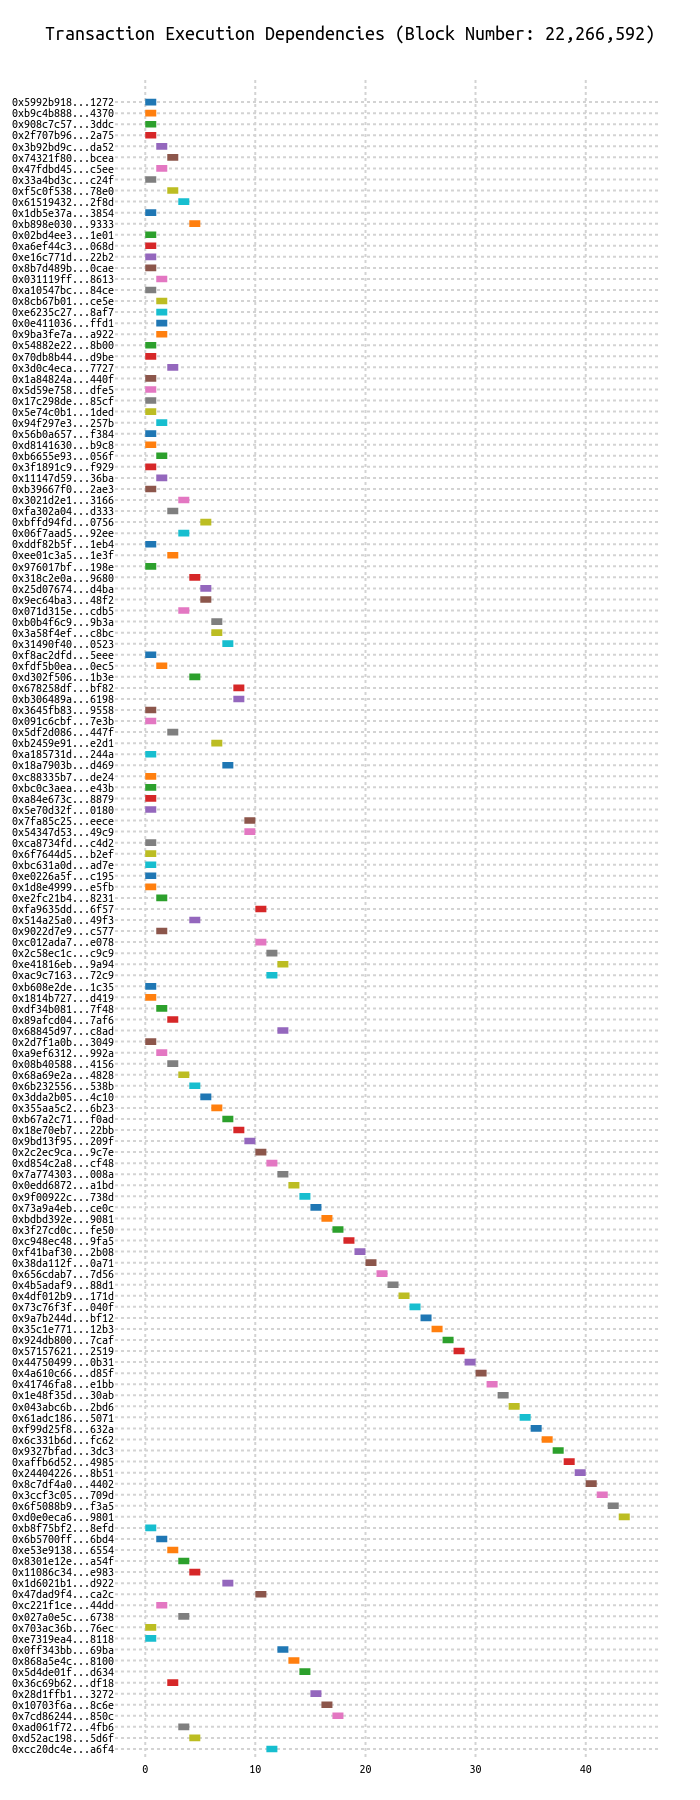 Transaction Execution Dependencies (Block Number: 22,266,592)
0x5992b918...1272
0xb9c4b888...4370
0x908c7c57...3ddc
0x2f707b96...2a75
0x3b92bd9c...da52
0x74321f80...bcea
0x47fdbd45...c5ee
0x33a4bd3c...c24f
0xf5c0f538...78e0
0x61519432...2f8d
0x1db5e37a...3854
0xb898e030...9333
0x02bd4ee3...1e01
0xa6ef44c3...068d
0xe16c771d...22b2
0x8b7d489b...0cae
0x031119ff...8613
0xa10547bc...84ce
0x8cb67b01...ce5e
0xe6235c27...8af7
0x0e411036...ffd1
0x9ba3fe7a...a922
0x54882e22...8b00
0x70db8b44...d9be
0x3d0c4eca...7727
0x1a84824a...440f
0x5d59e758...dfe5
0x17c298de...85cf
0x5e74c0b1...1ded
0x94f297e3...257b
0x56b0a657...f384
0xd8141630...b9c8
0xb6655e93...056f
0x3f1891c9...f929
0x11147d59...36ba
0xb39667f0...2ae3
0x3021d2e1...3166
0xfa302a04...d333
0xbffd94fd...0756
0x06f7aad5...92ee
0xddf82b5f...1eb4
0xee01c3a5...1e3f
0x976017bf...198e
0x318c2e0a...9680
0x25d07674...d4ba
0x9ec64ba3...48f2
0x071d315e...cdb5
0xb0b4f6c9...9b3a
0x3a58f4ef...c8bc
0x31490f40...0523
0xf8ac2dfd...5eee
0xfdf5b0ea...0ec5
0xd302f506...1b3e
0x678258df...bf82
0xb306489a...6198
0x3645fb83...9558
0x091c6cbf...7e3b
0x5df2d086...447f
0xb2459e91...e2d1
0xa185731d...244a
0x18a7903b...d469
0xc88335b7...de24
0xbc0c3aea...e43b
0xa84e673c...8879
0x5e70d32f...0180
0x7fa85c25...eece
0x54347d53...49c9
0xca8734fd...c4d2
0x6f7644d5...b2ef
0xbc631a0d...ad7e
0xe0226a5f...c195
0x1d8e4999...e5fb
0xe2fc21b4...8231
0xfa9635dd...6f57
0x514a25a0...49f3
0x9022d7e9...c577
0xc012ada7...e078
0x2c58ec1c...c9c9
0xe41816eb...9a94
0xac9c7163...72c9
0xb608e2de...1c35
0x1814b727...d419
0xdf34b081...7f48
0x89afcd04...7af6
0x68845d97...c8ad
0x2d7f1a0b...3049
0xa9ef6312...992a
0x08b40588...4156
0x68a69e2a...4828
0x6b232556...538b
0x3dda2b05...4c10
0x355aa5c2...6b23
0xb67a2c71...f0ad
0x18e70eb7...22bb
0x9bd13f95...209f
0x2c2ec9ca...9c7e
0xd854c2a8...cf48
0x7a774303...008a
0x0edd6872...a1bd
0x9f00922c...738d
0x73a9a4eb...ce0c
0xbdbd392e...9081
0x3f27cd0c...fe50
0xc948ec48...9fa5
0xf41baf30...2b08
0x38da112f...0a71
0x656cdab7...7d56
0x4b5adaf9...88d1
0x4df012b9...171d
0x73c76f3f...040f
0x9a7b244d...bf12
0x35c1e771...12b3
0x924db800...7caf
0x57157621...2519
0x44750499...0b31
0x4a610c66...d85f
0x41746fa8...e1bb
0x1e48f35d...30ab
0x043abc6b...2bd6
0x61adc186...5071
0xf99d25f8...632a
0x6c331b6d...fc62
0x9327bfad...3dc3
0xaffb6d52...4985
0x24404226...8b51
0x8c7df4a0...4402
0x3ccf3c05...709d
0x6f5088b9...f3a5
0xd0e0eca6...9801
0xb8f75bf2...8efd
0x6b5700ff...6bd4
0xe53e9138...6554
0x8301e12e...a54f
0x11086c34...e983
0x1d6021b1...d922
0x47dad9f4...ca2c
0xc221f1ce...44dd
0x027a0e5c...6738
0x703ac36b...76ec
0xe7319ea4...8118
0x0ff343bb...69ba
0x868a5e4c...8100
0x5d4de01f...d634
0x36c69b62...df18
0x28d1ffb1...3272
0x10703f6a...8c6e
0x7cd86244...850c
0xad061f72...4fb6
0xd52ac198...5d6f
0xcc20dc4e...a6f4
0 10 20 30 40